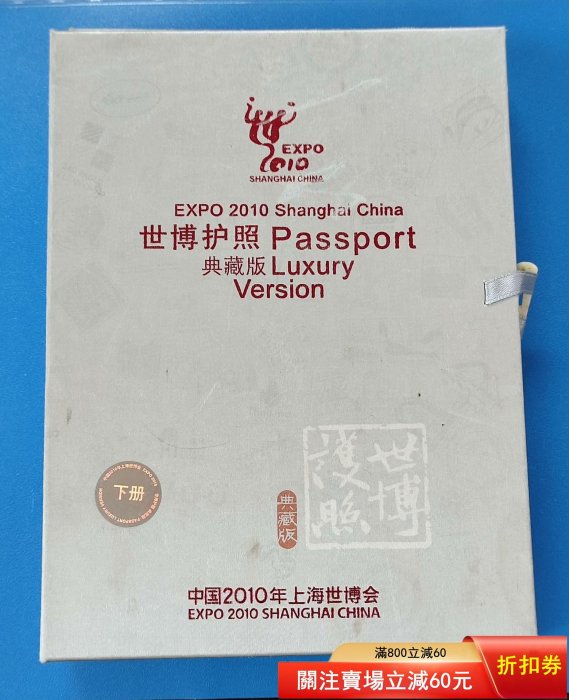 EXPO
2010
SHANGHAI CHINA
EXPO 2010 Shanghai China
世博护照 Passport
典藏版 Luxury
Version
世博
護照
典藏版
下册
中国2010年上海世博会
EXPO 2010 SHANGHAI CHINA
滿800立減60
關注賣場立減60元
折扣券